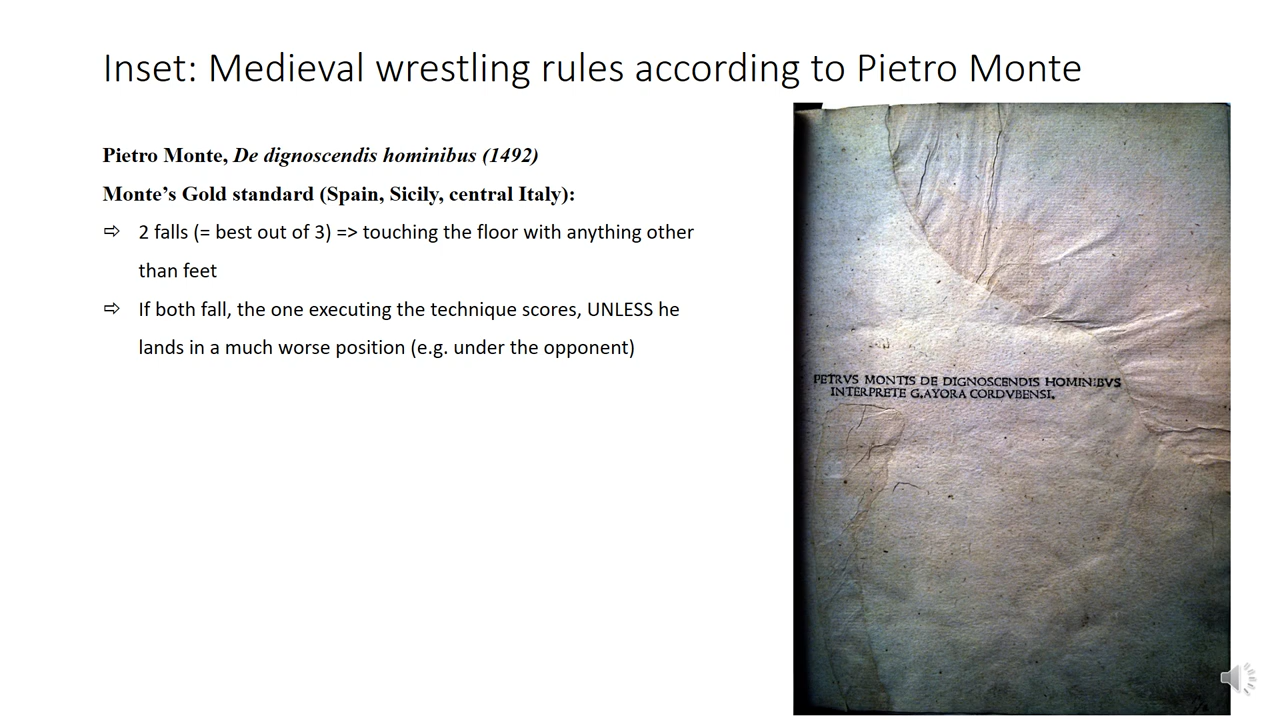 Inset: Medieval wrestling rules according to Pietro Monte
Pietro Monte, De dignoscendis hominibus (1492)
Monte's Gold standard (Spain, Sicily, central Italy):
⇨ 2 falls (= best out of 3) => touching the floor with anything other
than feet
⇨ If both fall, the one executing the technique scores, UNLESS he
lands in a much worse position (e.g. under the opponent)
PETRVS MONTIS DE DIGNOSCENDIS HOMINIBVS
INTERPRETE G.AYORA CORDVBENSI.